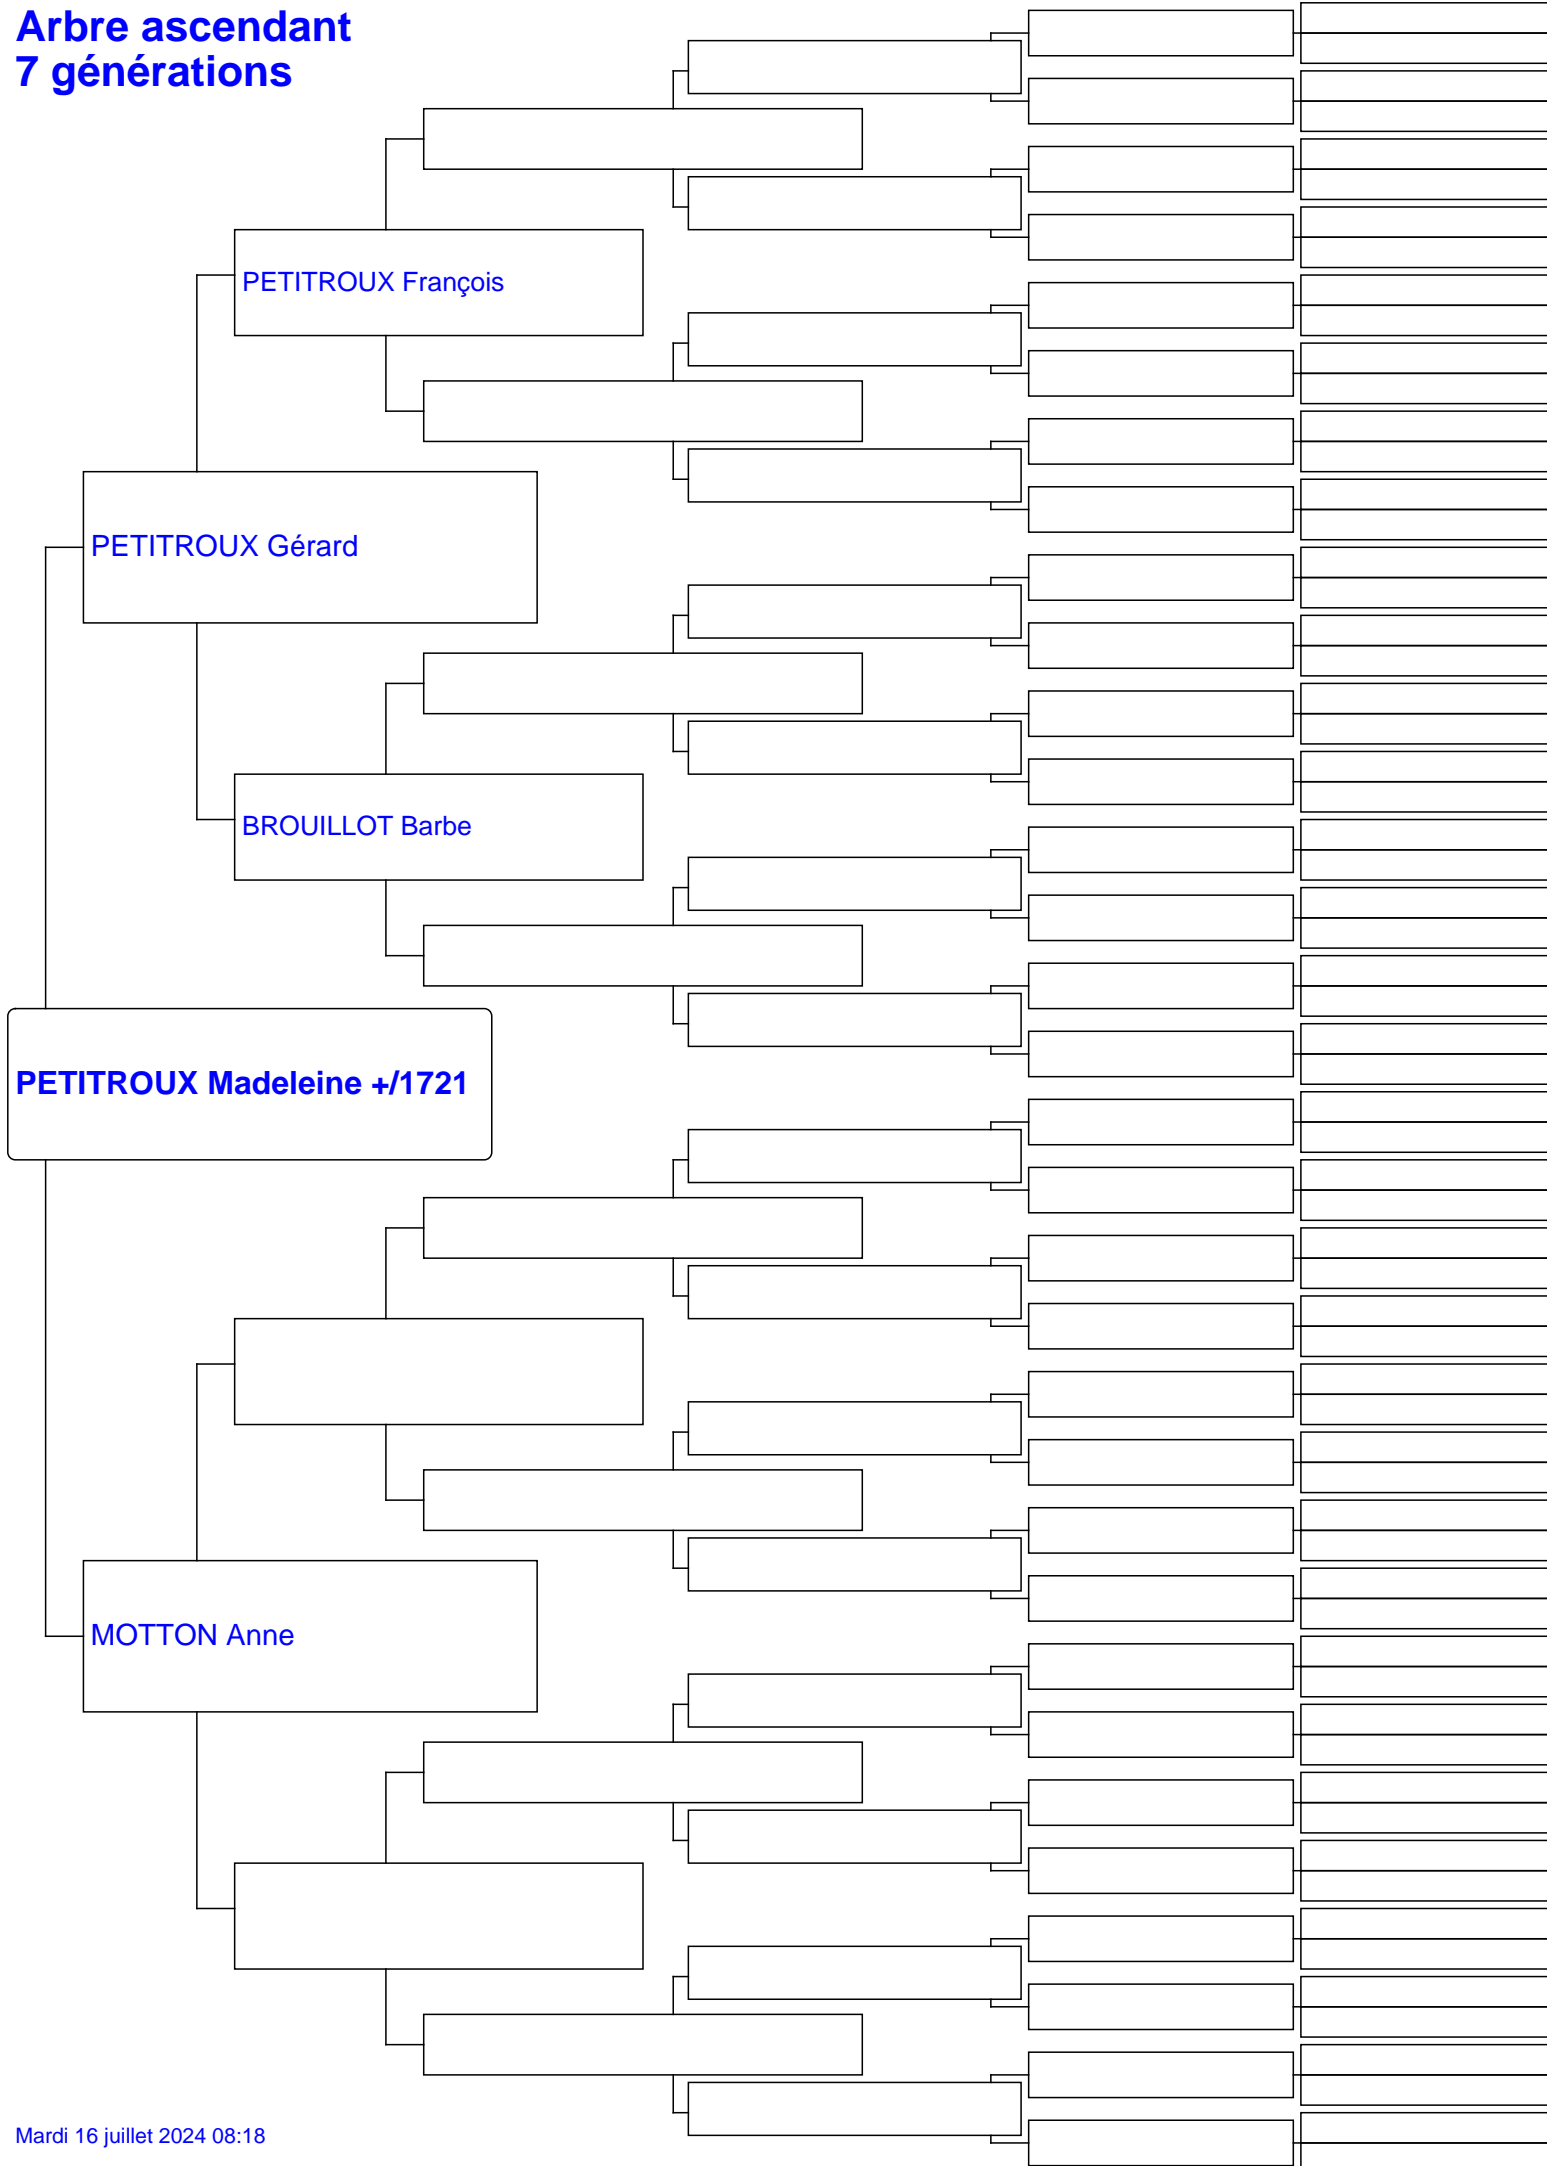 Arbre ascendant
7 générations
PETITROUX François
PETITROUX Gérard
BROUILLOT Barbe
PETITROUX Madeleine +/1721
MOTTON Anne
Mardi 16 juillet 2024 08:18